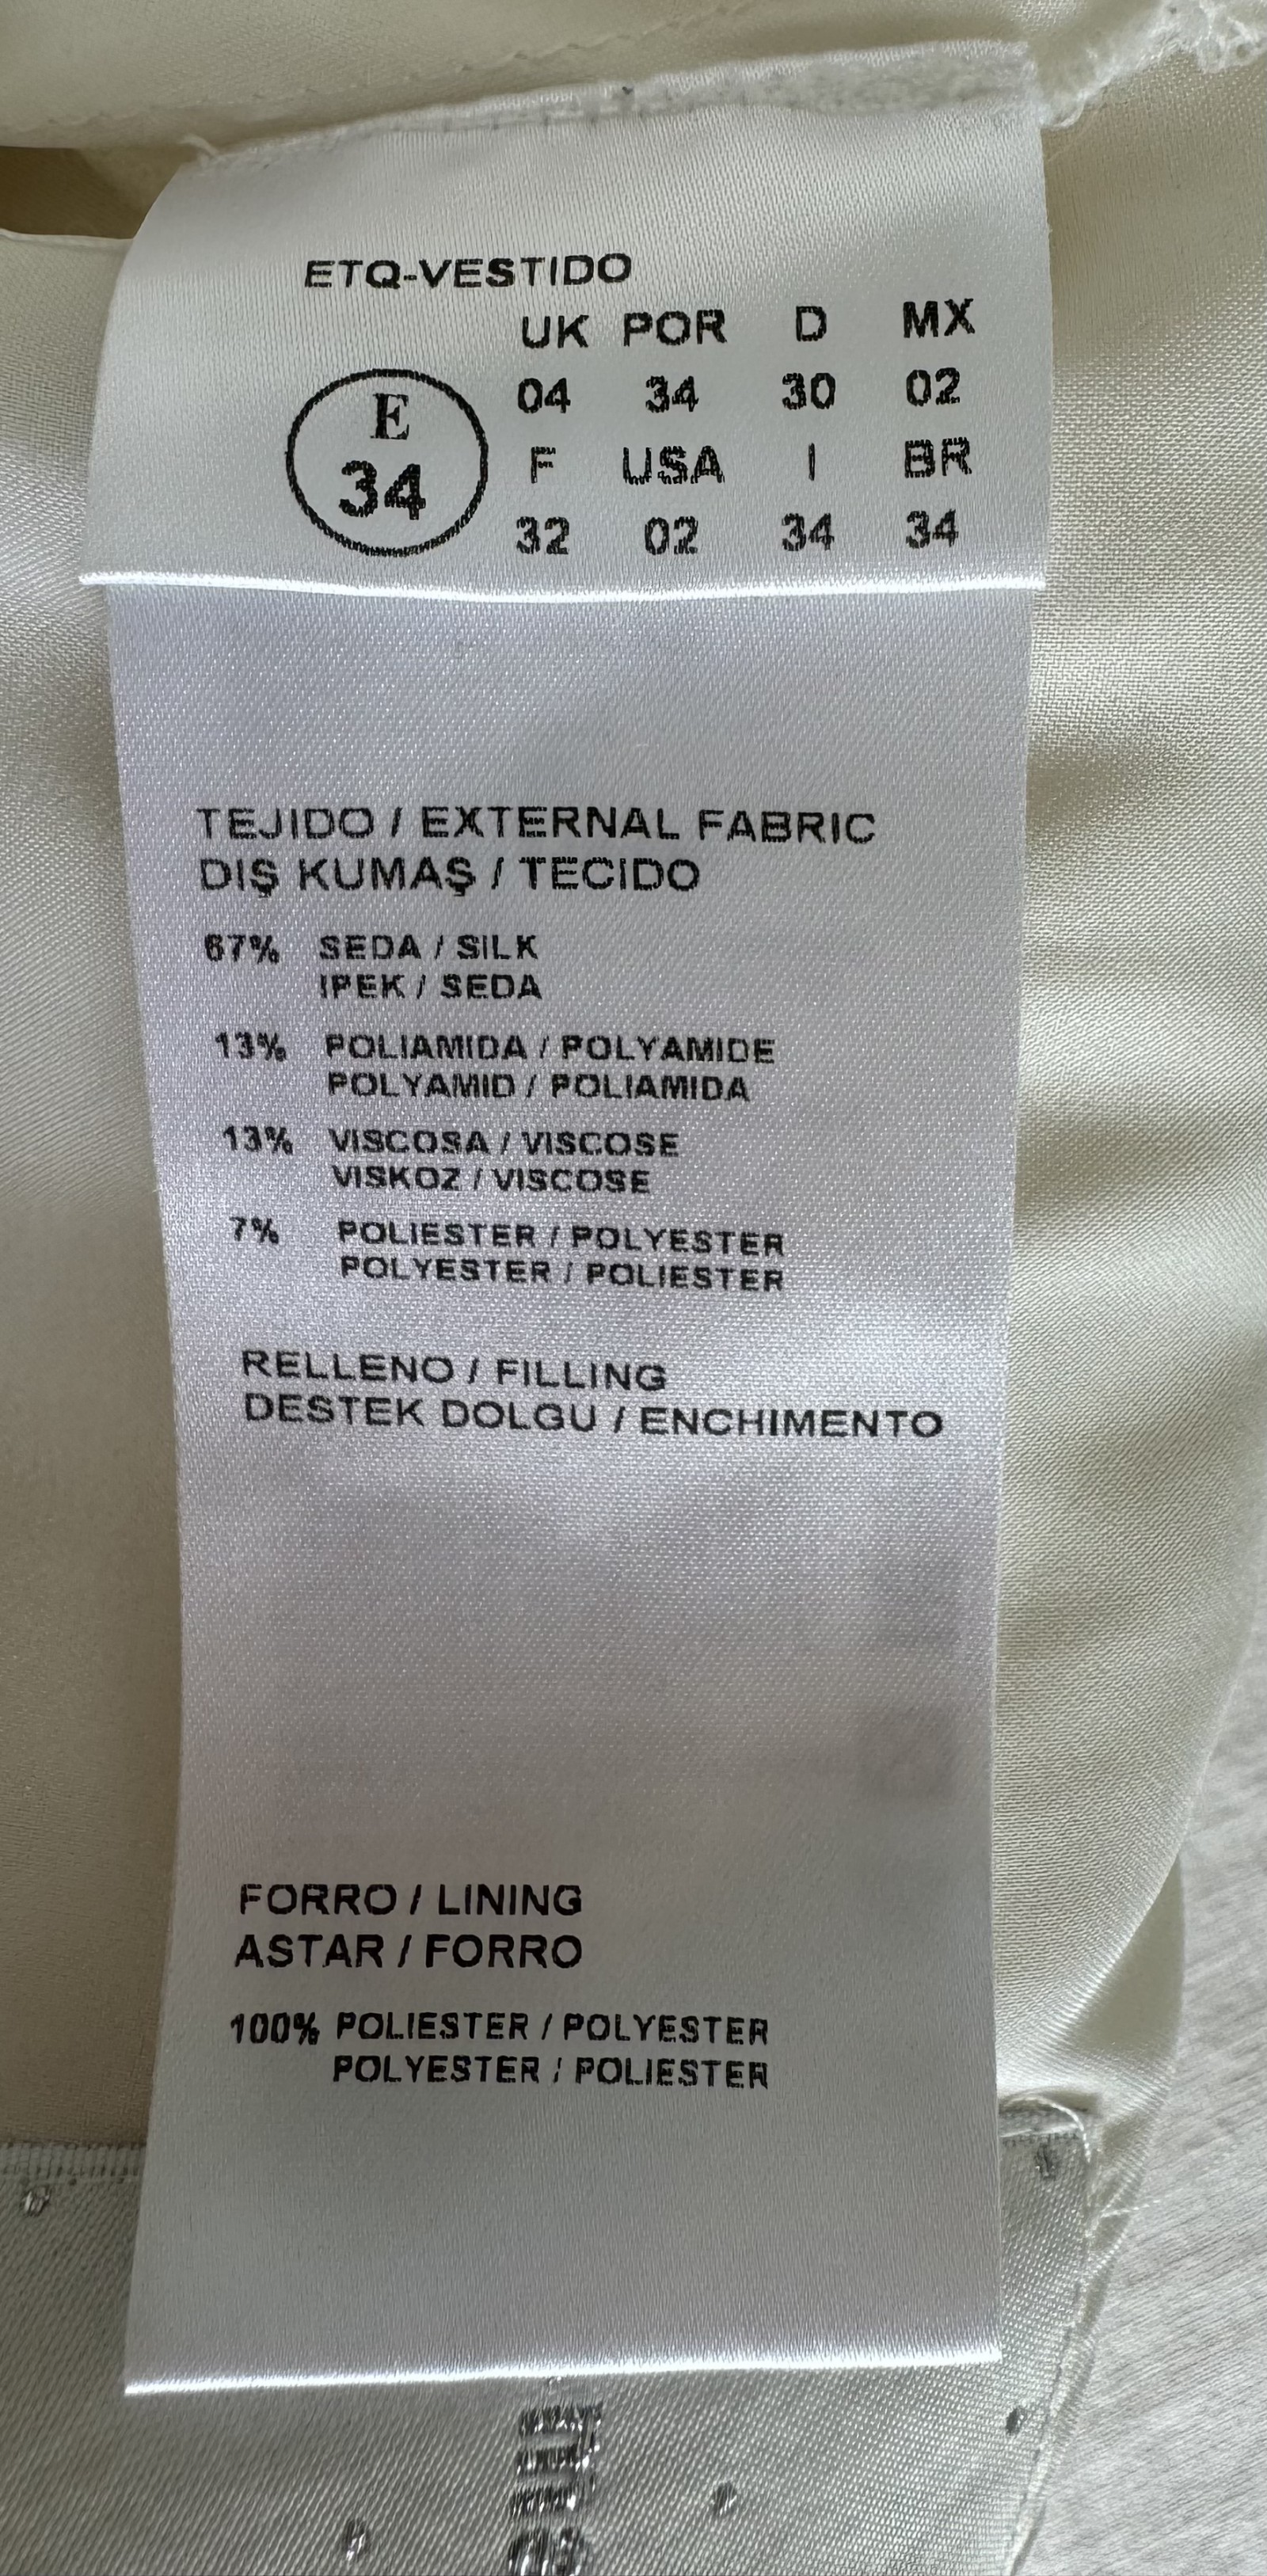 ETQ-VESTIDO
UK POR D MX
E 04 34 30 02
34 F USA I BR
32 02 34 34
TEJIDO / EXTERNAL FABRIC
DIŞ KUMAŞ / TECIDO
67% SEDA / SILK
IPEK / SEDA
13% POLIAMIDA / POLYAMIDE
POLYAMID / POLIAMIDA
13% VISCOSA / VISCOSE
VISKOZ / VISCOSE
7% POLIESTER / POLYESTER
POLYESTER / POLIESTER
RELLENO / FILLING
DESTEK DOLGU / ENCHIMENTO
FORRO / LINING
ASTAR / FORRO
100% POLIESTER / POLYESTER
POLYESTER / POLIESTER